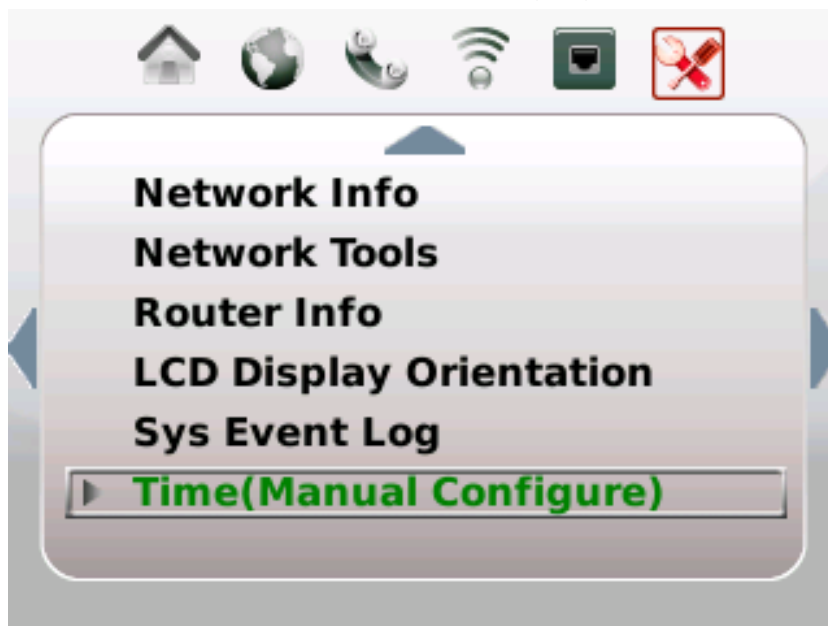 Network Info
Network Tools
Router Info
LCD Display Orientation
Sys Event Log
Time(Manual Configure)